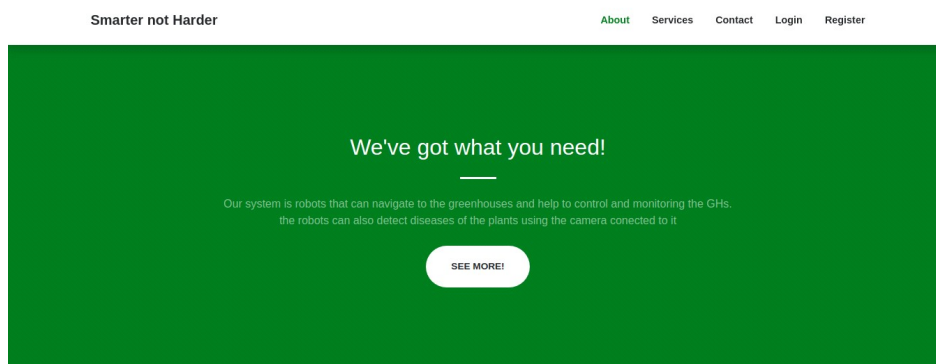 Smarter not Harder
About Services Contact Login Register
We've got what you need!
Our system is robots that can navigate to the greenhouses and help to control and monitoring the GHs.
the robots can also detect diseases of the plants using the camera conected to it
SEE MORE!